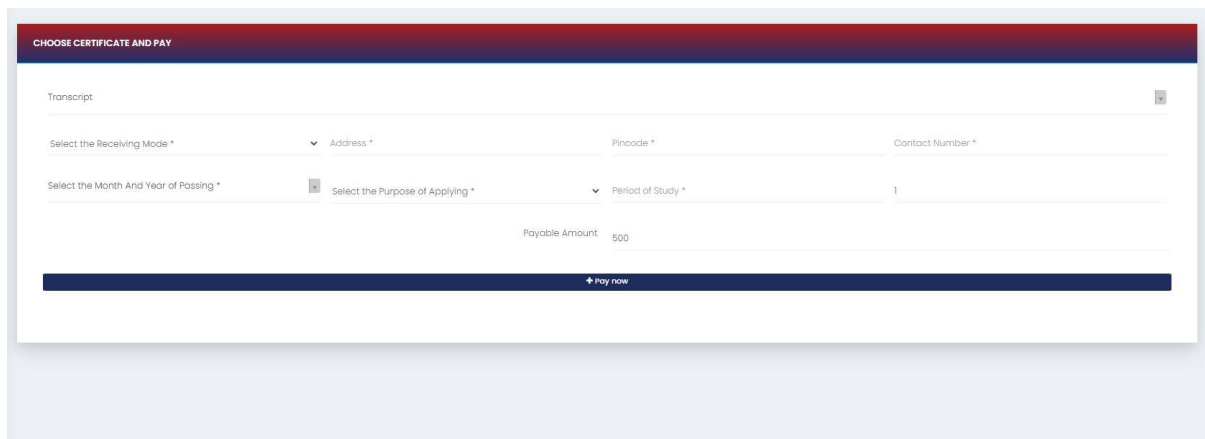 CHOOSE CERTIFICATE AND PAY
Transcript
Select the Receiving Mode * Address * Pincode * Contact Number *
Select the Month And Year of Passing * Select the Purpose of Applying * Period of Study * 1
Payable Amount 500
+ Pay now